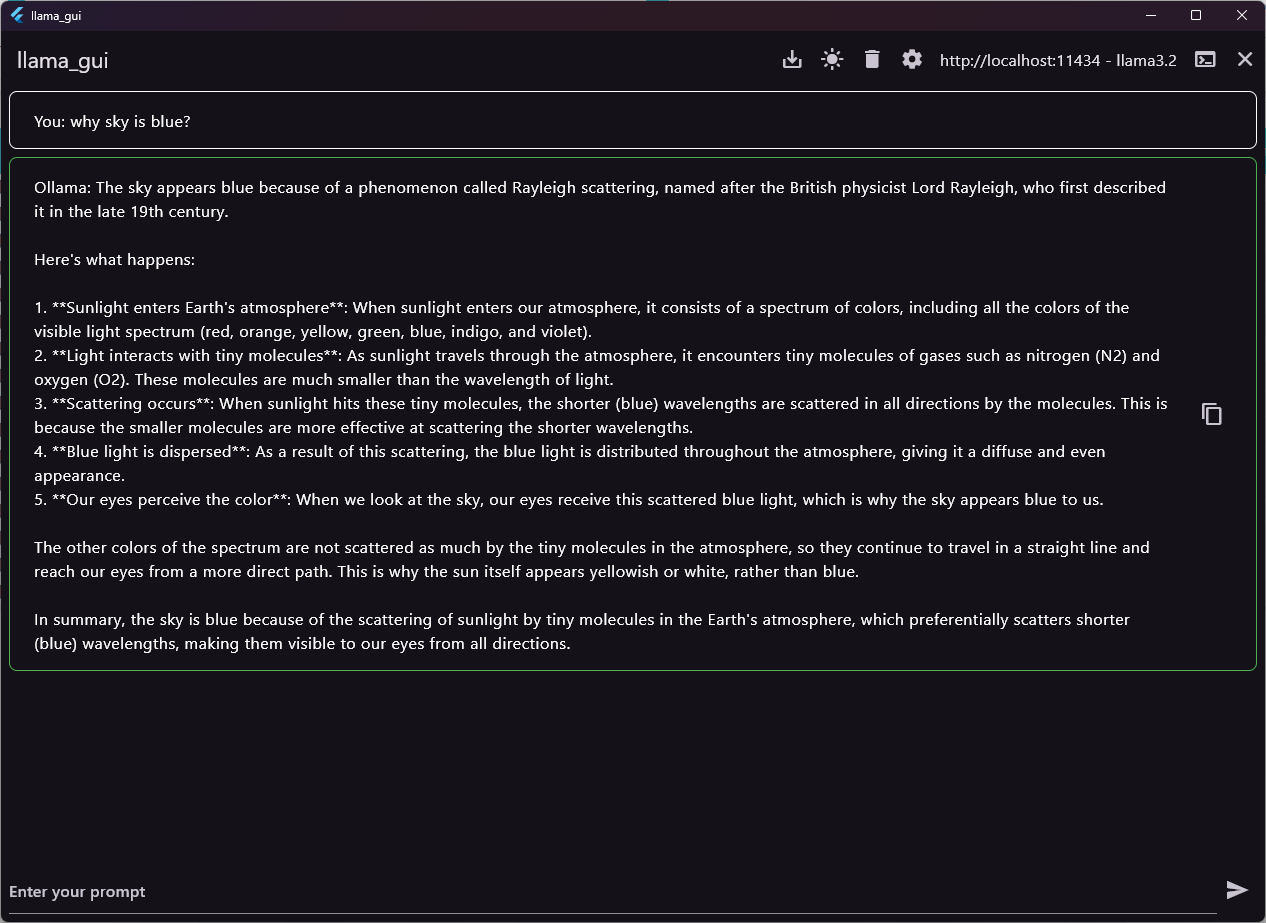 llama_gui
llama_gui
http://localhost:11434 - llama3.2
You: why sky is blue?
Ollama: The sky appears blue because of a phenomenon called Rayleigh scattering, named after the British physicist Lord Rayleigh, who first described
it in the late 19th century.
Here's what happens:
1. **Sunlight enters Earth's atmosphere**: When sunlight enters our atmosphere, it consists of a spectrum of colors, including all the colors of the
visible light spectrum (red, orange, yellow, green, blue, indigo, and violet).
2. **Light interacts with tiny molecules**: As sunlight travels through the atmosphere, it encounters tiny molecules of gases such as nitrogen (N2) and
oxygen (O2). These molecules are much smaller than the wavelength of light.
3. **Scattering occurs**: When sunlight hits these tiny molecules, the shorter (blue) wavelengths are scattered in all directions by the molecules. This is
because the smaller molecules are more effective at scattering the shorter wavelengths.
4. **Blue light is dispersed**: As a result of this scattering, the blue light is distributed throughout the atmosphere, giving it a diffuse and even
appearance.
5. **Our eyes perceive the color**: When we look at the sky, our eyes receive this scattered blue light, which is why the sky appears blue to us.
The other colors of the spectrum are not scattered as much by the tiny molecules in the atmosphere, so they continue to travel in a straight line and
reach our eyes from a more direct path. This is why the sun itself appears yellowish or white, rather than blue.
In summary, the sky is blue because of the scattering of sunlight by tiny molecules in the Earth's atmosphere, which preferentially scatters shorter
(blue) wavelengths, making them visible to our eyes from all directions.
Enter your prompt